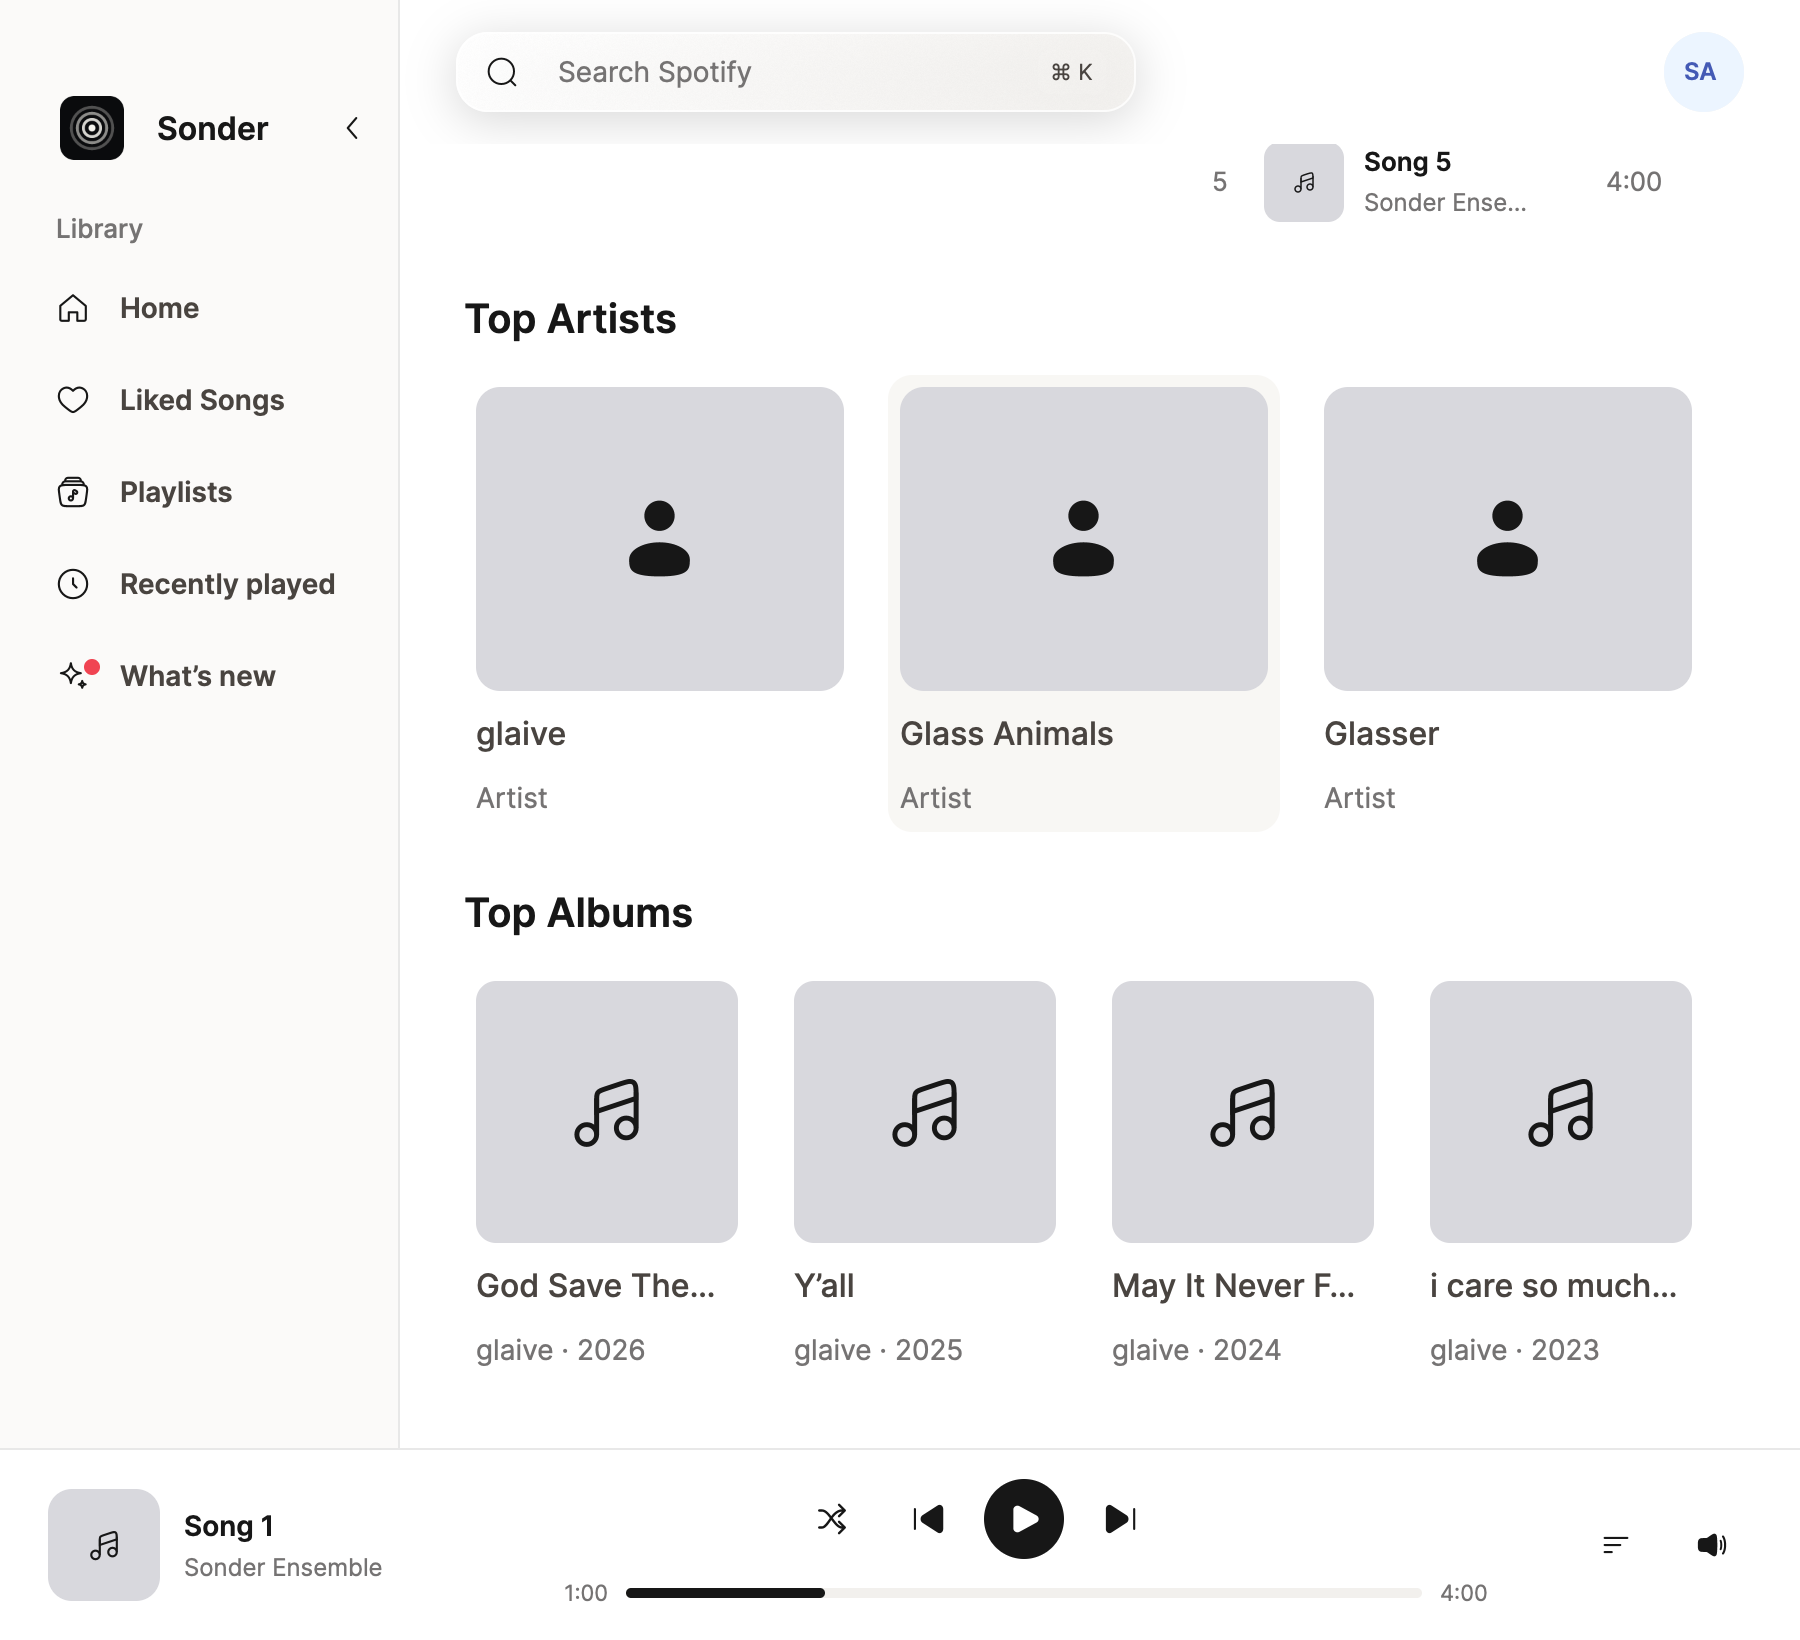 Sonder
Library
Home
Liked Songs
Playlists
Recently played
What’s new
Search Spotify ⌘ K
SA
5 Song 5 4:00
Sonder Ense...
Top Artists
glaive Glass Animals Glasser
Artist Artist Artist
Top Albums
God Save The... Y’all May It Never F... i care so much...
glaive · 2026 glaive · 2025 glaive · 2024 glaive · 2023
Song 1
Sonder Ensemble
1:00 4:00